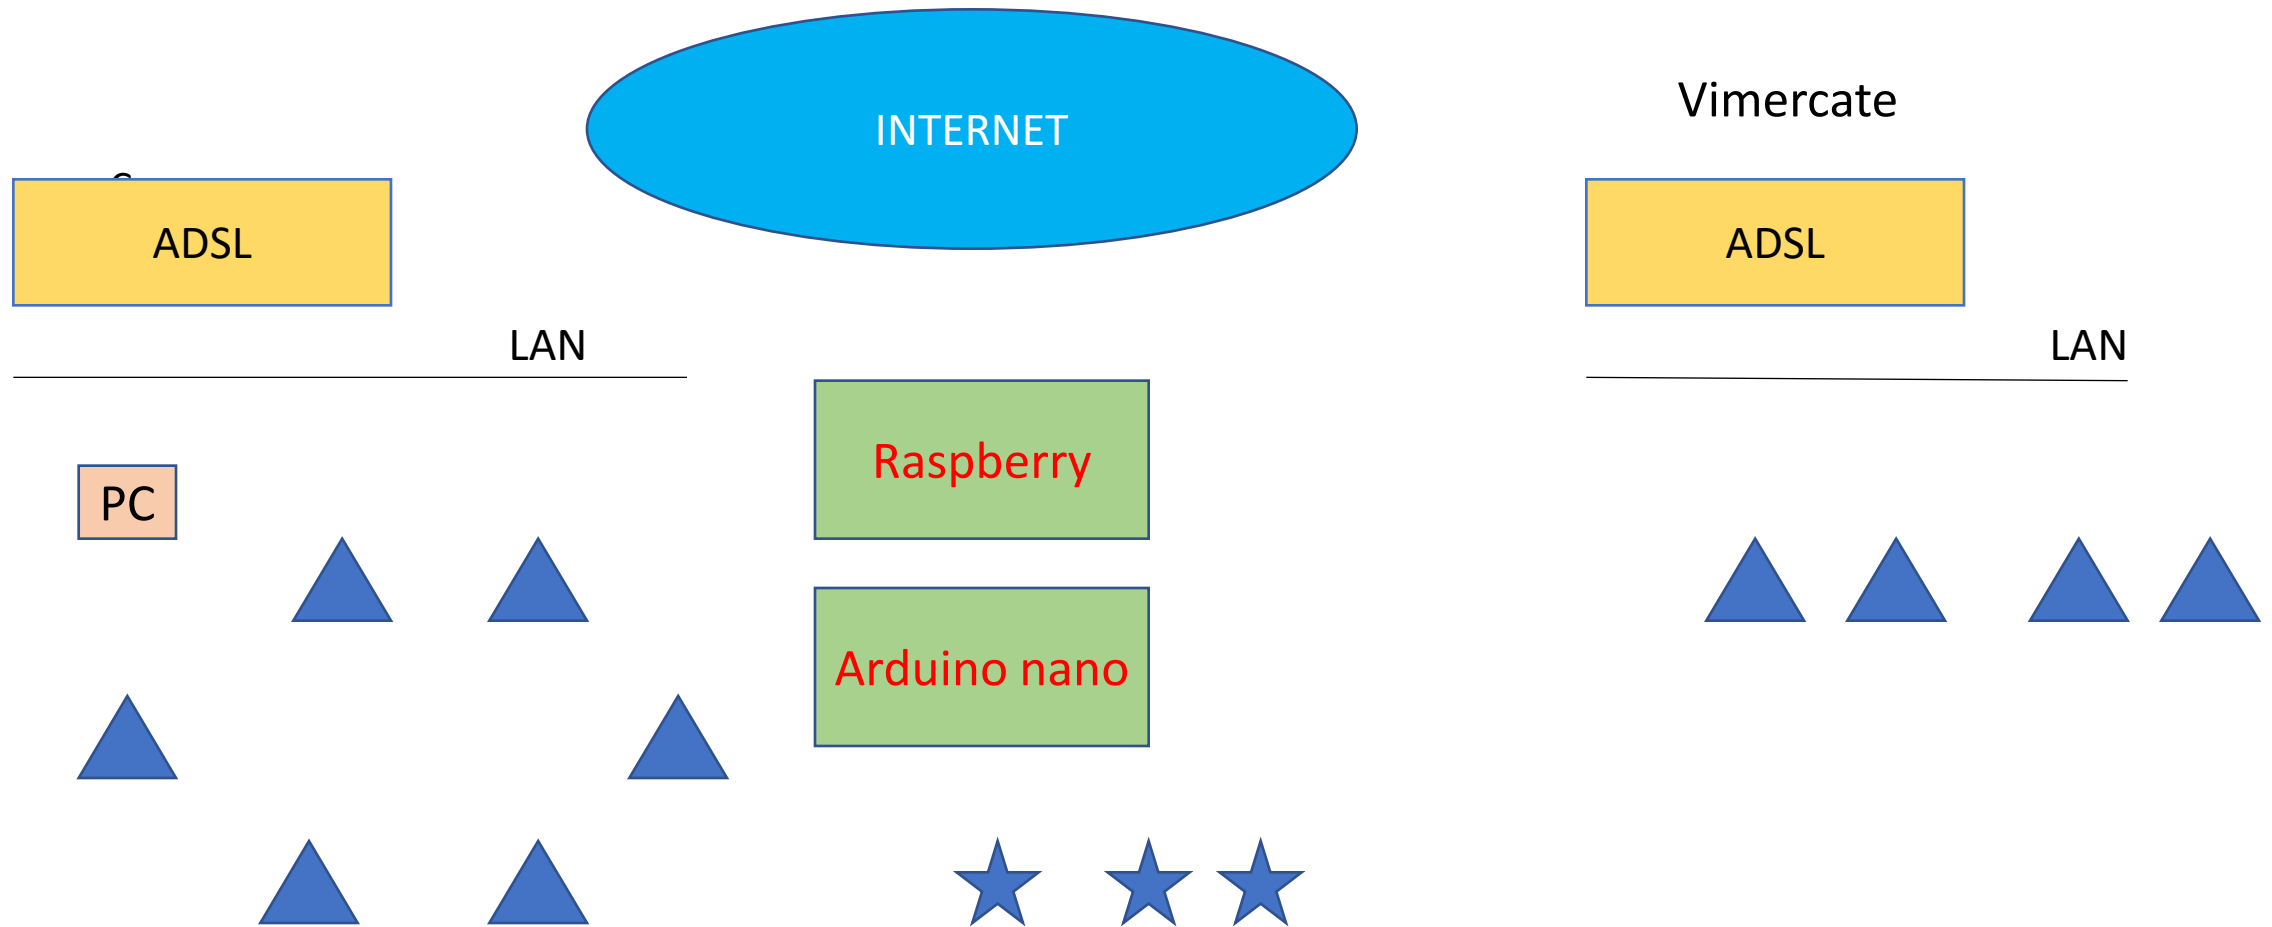 INTERNET
Vimercate
ADSL
ADSL
LAN
LAN
Raspberry
PC
Arduino nano